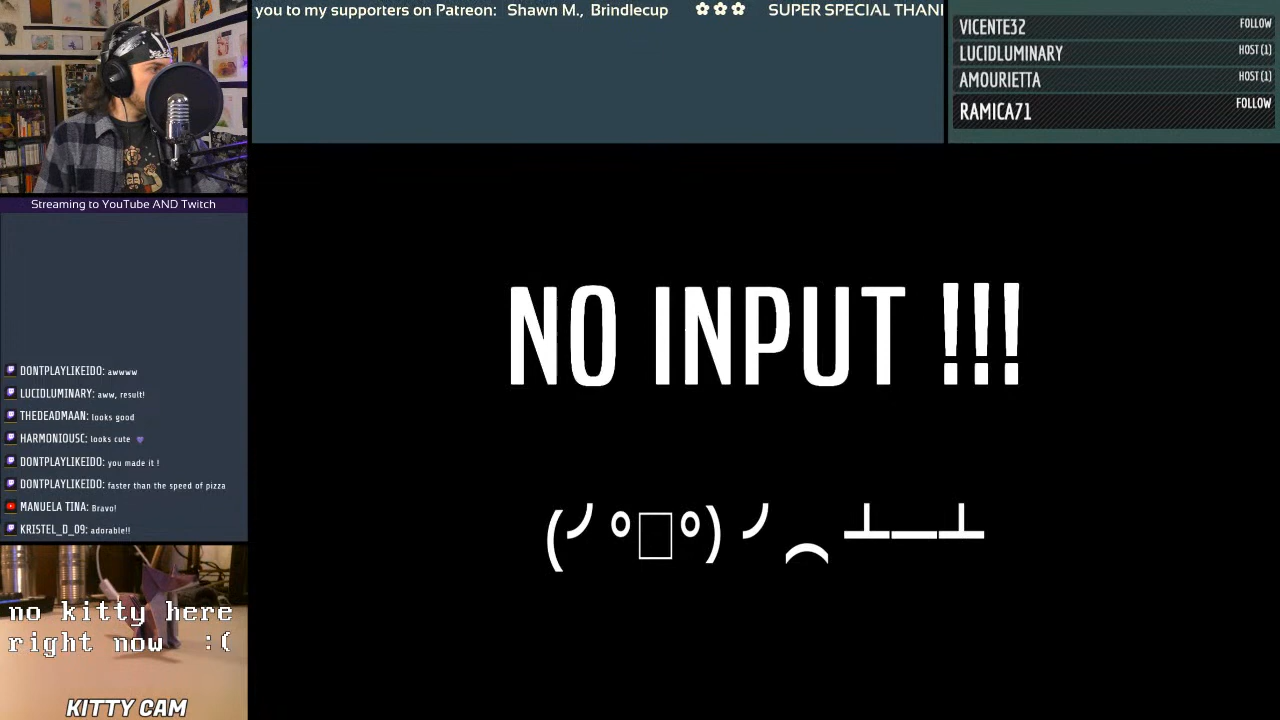 you to my supporters on Patreon: Shawn M., Brindlecup ✿ ✿ ✿ SUPER SPECIAL THAN
VICENTE32 FOLLOW
LUCIDLUMINARY HOST (1)
AMOURIETTA HOST (1)
RAMICA71 FOLLOW
Streaming to YouTube AND Twitch
DONTPLAYLIKEIDO: awwww
LUCIDLUMINARY: aww, result!
THEDEADMAAN: looks good
HARMONIOUSC: looks cute 💜
DONTPLAYLIKEIDO: you made it !
DONTPLAYLIKEIDO: faster than the speed of pizza
MANUELA TINA: Bravo!
KRISTEL_D_09: adorable!!
NO INPUT !!!
(╯°□°) ╯ ︵ ┻━┻
no kitty here
right now :(
KITTY CAM